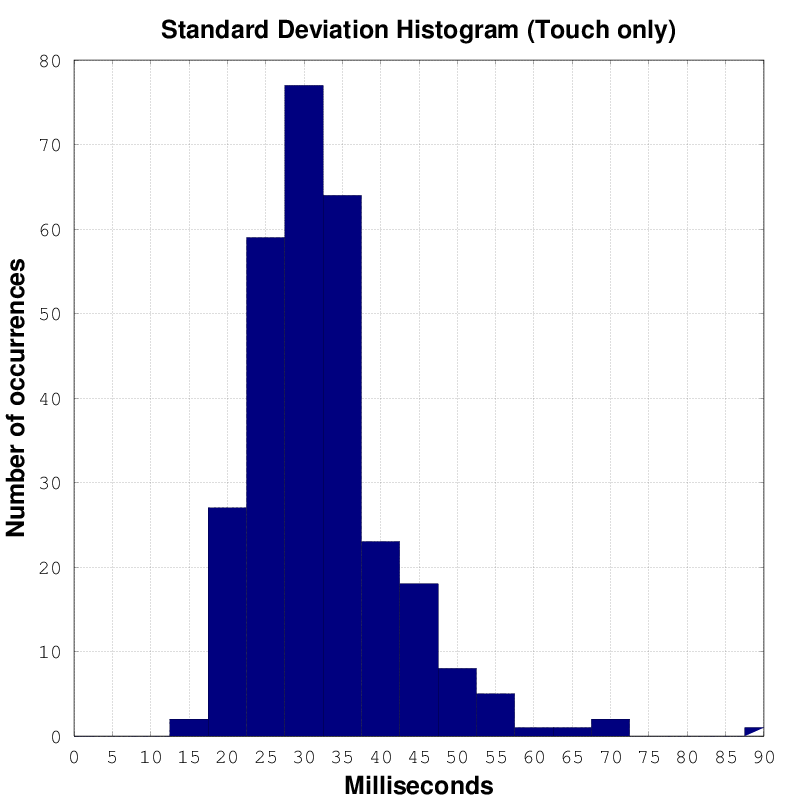 Standard Deviation Histogram (Touch only)
80
70
60
50
40
30
20
10
0
Number of occurrences
0 5 10 15 20 25 30 35 40 45 50 55 60 65 70 75 80 85 90
Milliseconds